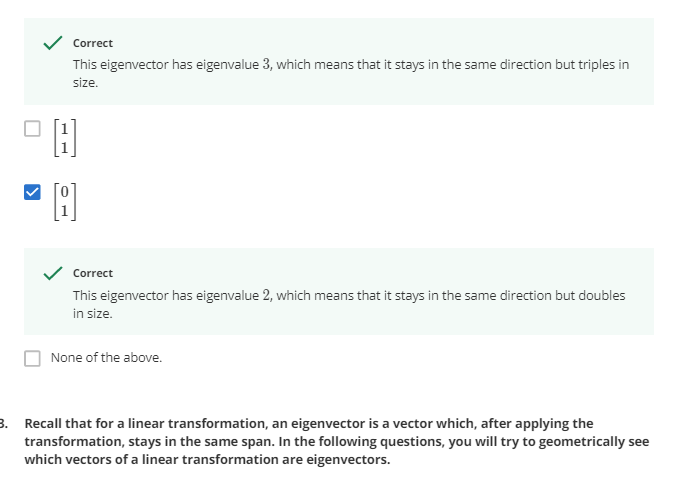 Correct
This eigenvector has eigenvalue 3, which means that it stays in the same direction but triples in
size.
[1
1]
[0
1]
Correct
This eigenvector has eigenvalue 2, which means that it stays in the same direction but doubles
in size.
None of the above.
3. Recall that for a linear transformation, an eigenvector is a vector which, after applying the
transformation, stays in the same span. In the following questions, you will try to geometrically see
which vectors of a linear transformation are eigenvectors.